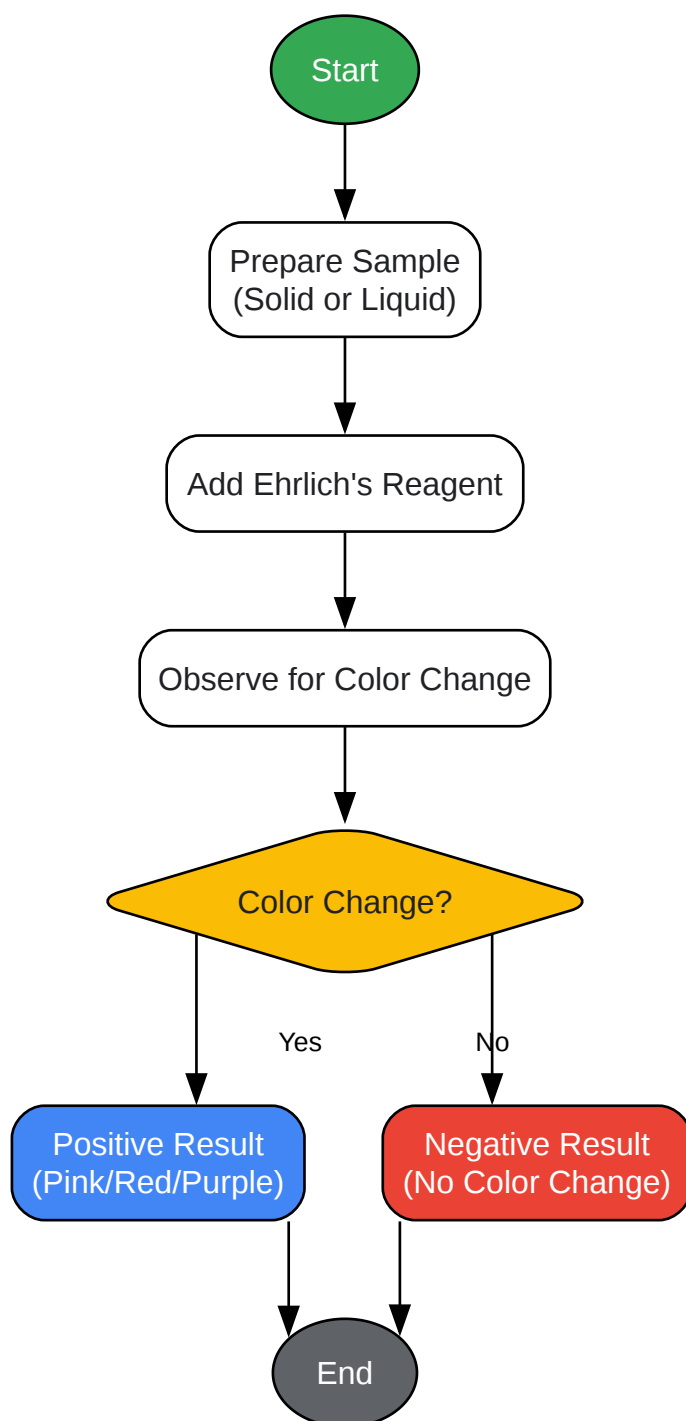 Start
Prepare Sample
(Solid or Liquid)
Add Ehrlich's Reagent
Observe for Color Change
Color Change?
Yes
No
Positive Result
(Pink/Red/Purple)
Negative Result
(No Color Change)
End